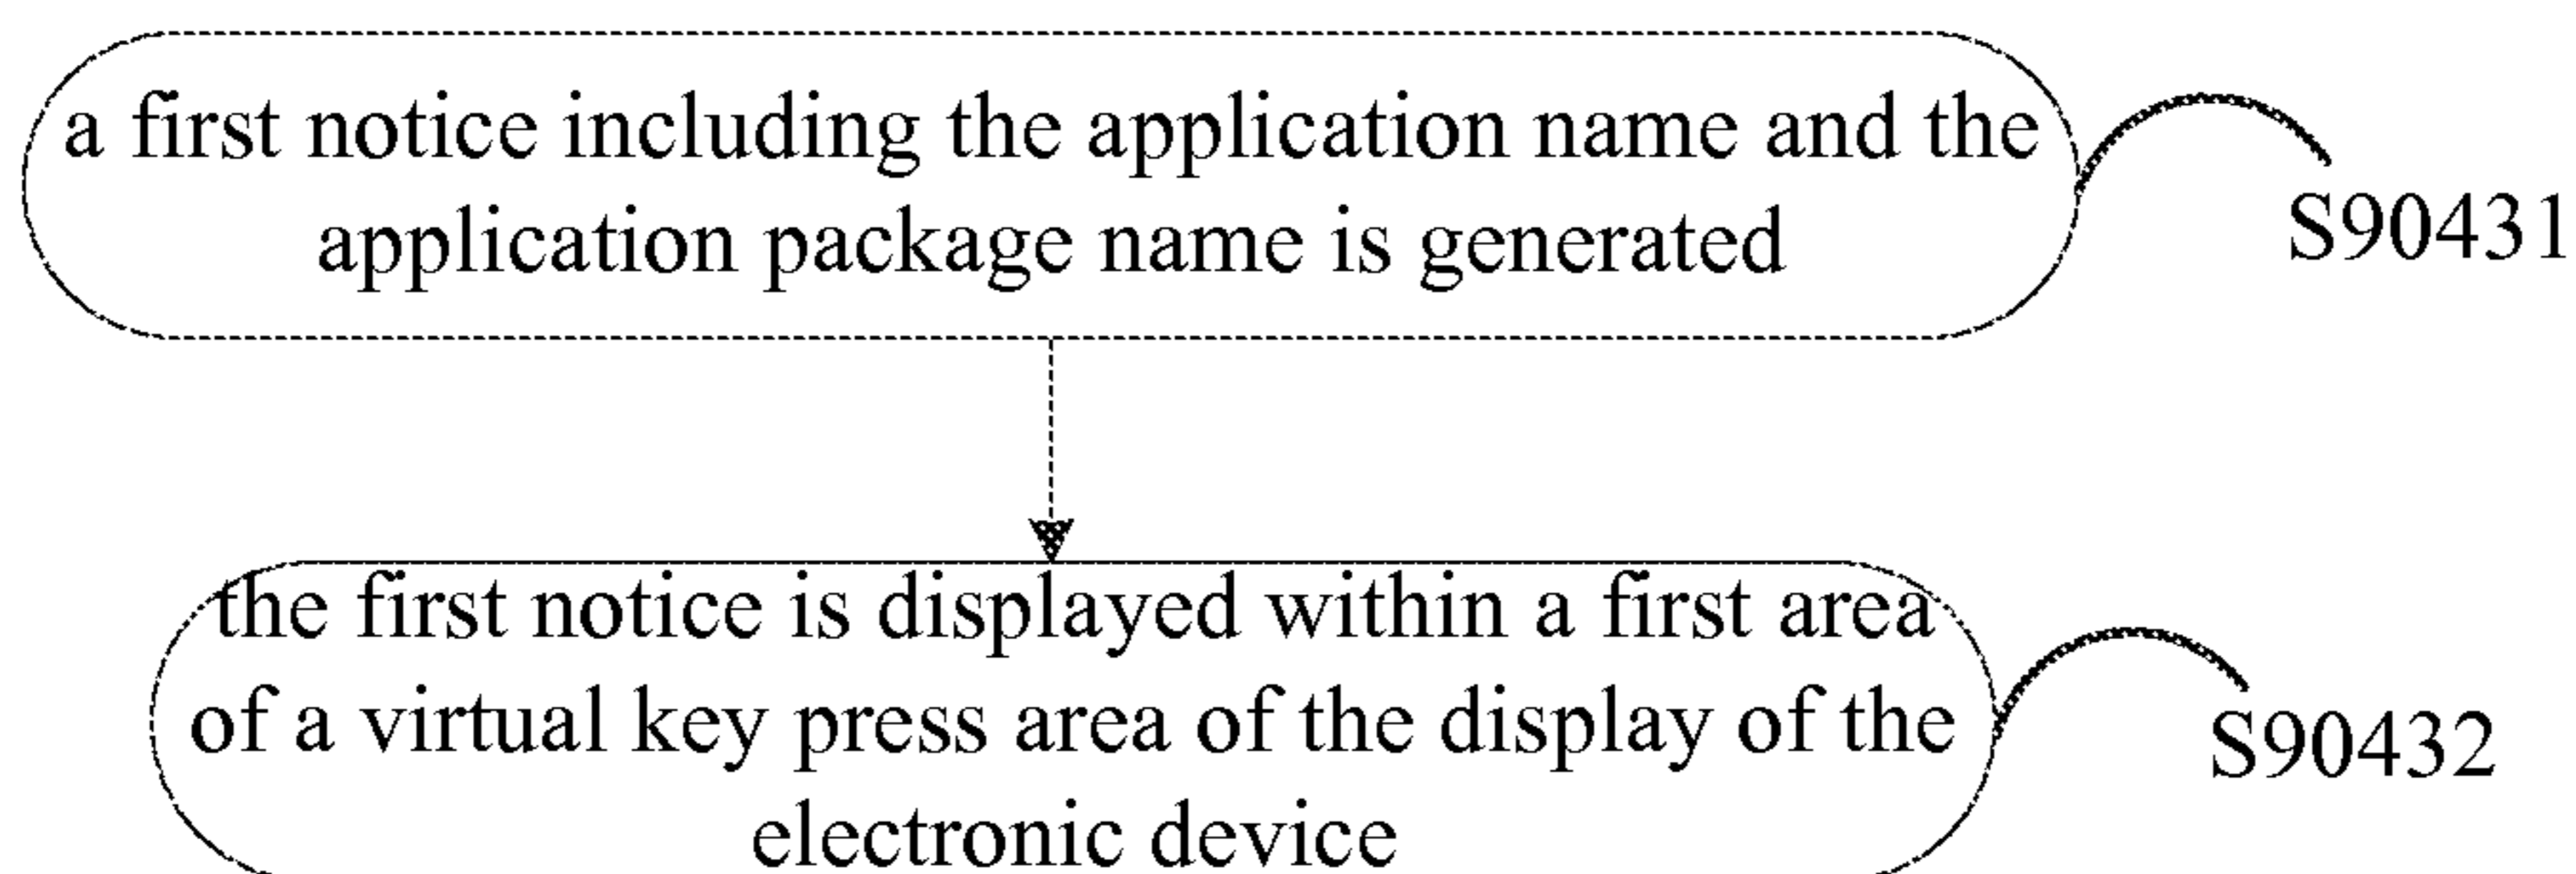 a first notice including the application name and the
application package name is generated
S90431
the first notice is displayed within a first area
of a virtual key press area of the display of the
electronic device
S90432